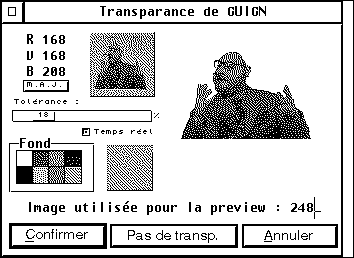 Transparance de GUIGN
R 168
V 168
B 208
M.A.J.
Tolérance :
18 %
Temps réel
Fond
Image utilisée pour la preview : 248_
Confirmer
Pas de transp.
Annuler